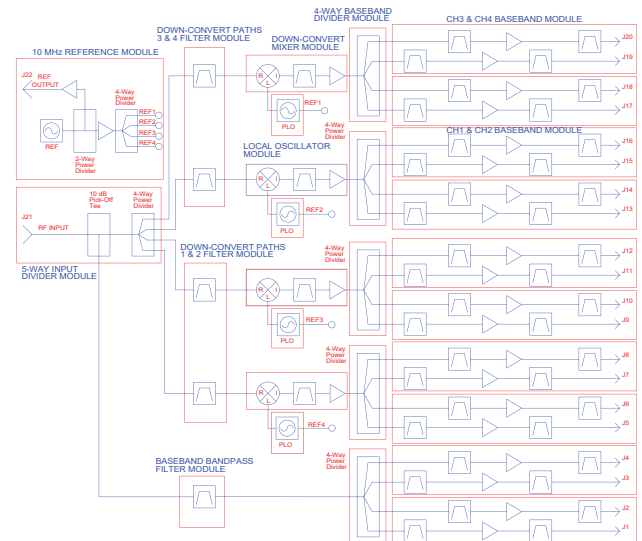 4-WAY BASEBAND
DIVIDER MODULE
CH3 & CH4 BASEBAND MODULE
DOWN-CONVERT PATHS
3 & 4 FILTER MODULE
DOWN-CONVERT
MIXER MODULE
10 MHz REFERENCE MODULE
J20
J19
J22
REF
OUTPUT
4-Way
Power
Divider
REF1
REF2
REF3
REF4
REF
2-Way
Power
Divider
R
I
L
PLO
REF1
J18
J17
4-Way
Power
Divider
CH1 & CH2 BASEBAND MODULE
LOCAL OSCILLATOR
MODULE
J16
J15
R
I
L
PLO
REF2
J14
J13
10 dB
Pick-Off
Tee
4-Way
Power
Divider
J21
RF INPUT
5-WAY INPUT
DIVIDER MODULE
DOWN-CONVERT PATHS
1 & 2 FILTER MODULE
4-Way
Power
Divider
J12
J11
R
I
L
PLO
REF3
J10
J9
4-Way
Power
Divider
J8
J7
R
I
L
PLO
REF4
J6
J5
BASEBAND BANDPASS
FILTER MODULE
4-Way
Power
Divider
J4
J3
J2
J1